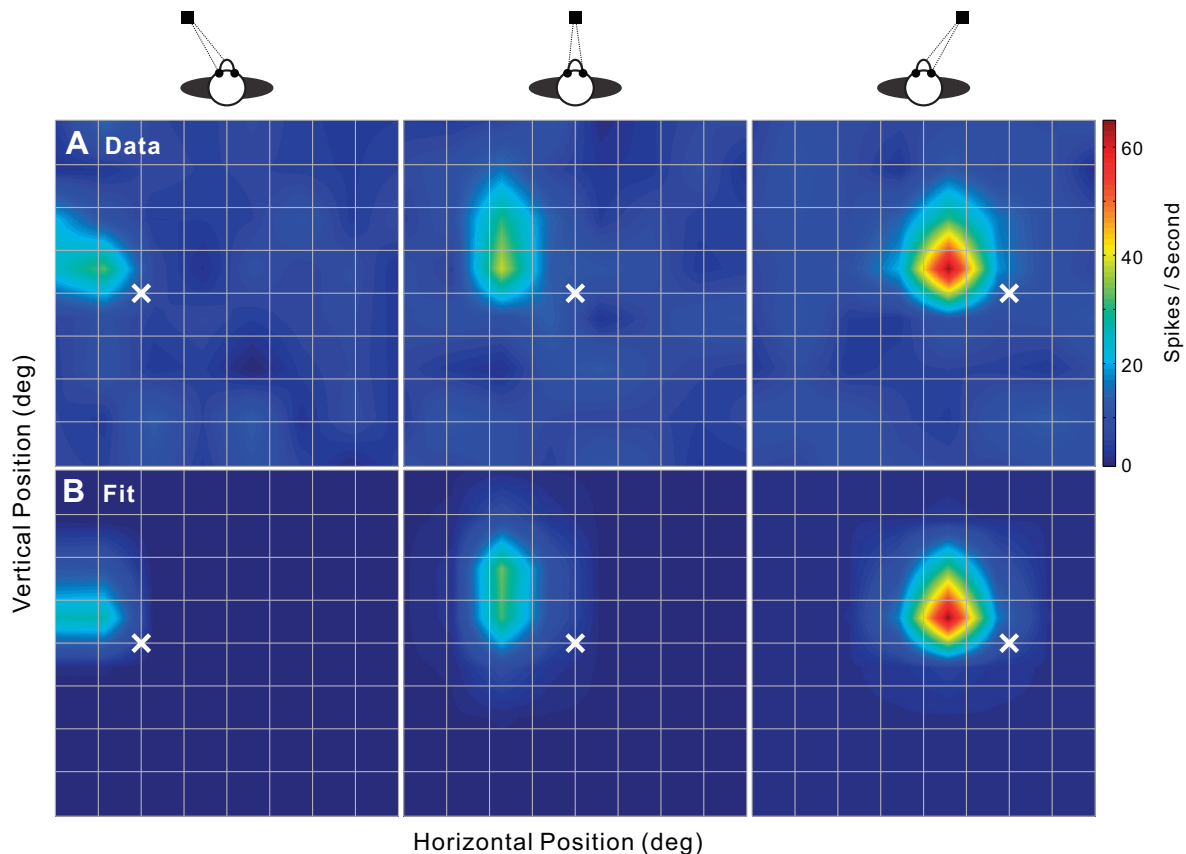 A Data
60
40
20
0
Spikes / Second
B Fit
Vertical Position (deg)
Horizontal Position (deg)